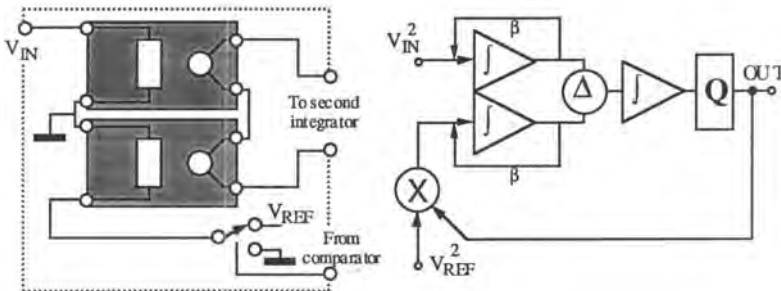 V_IN
To second
integrator
V_REF
From
comparator
V_IN^2
β
∫
Δ
∫
Q
OUT
∫
β
X
V_REF^2